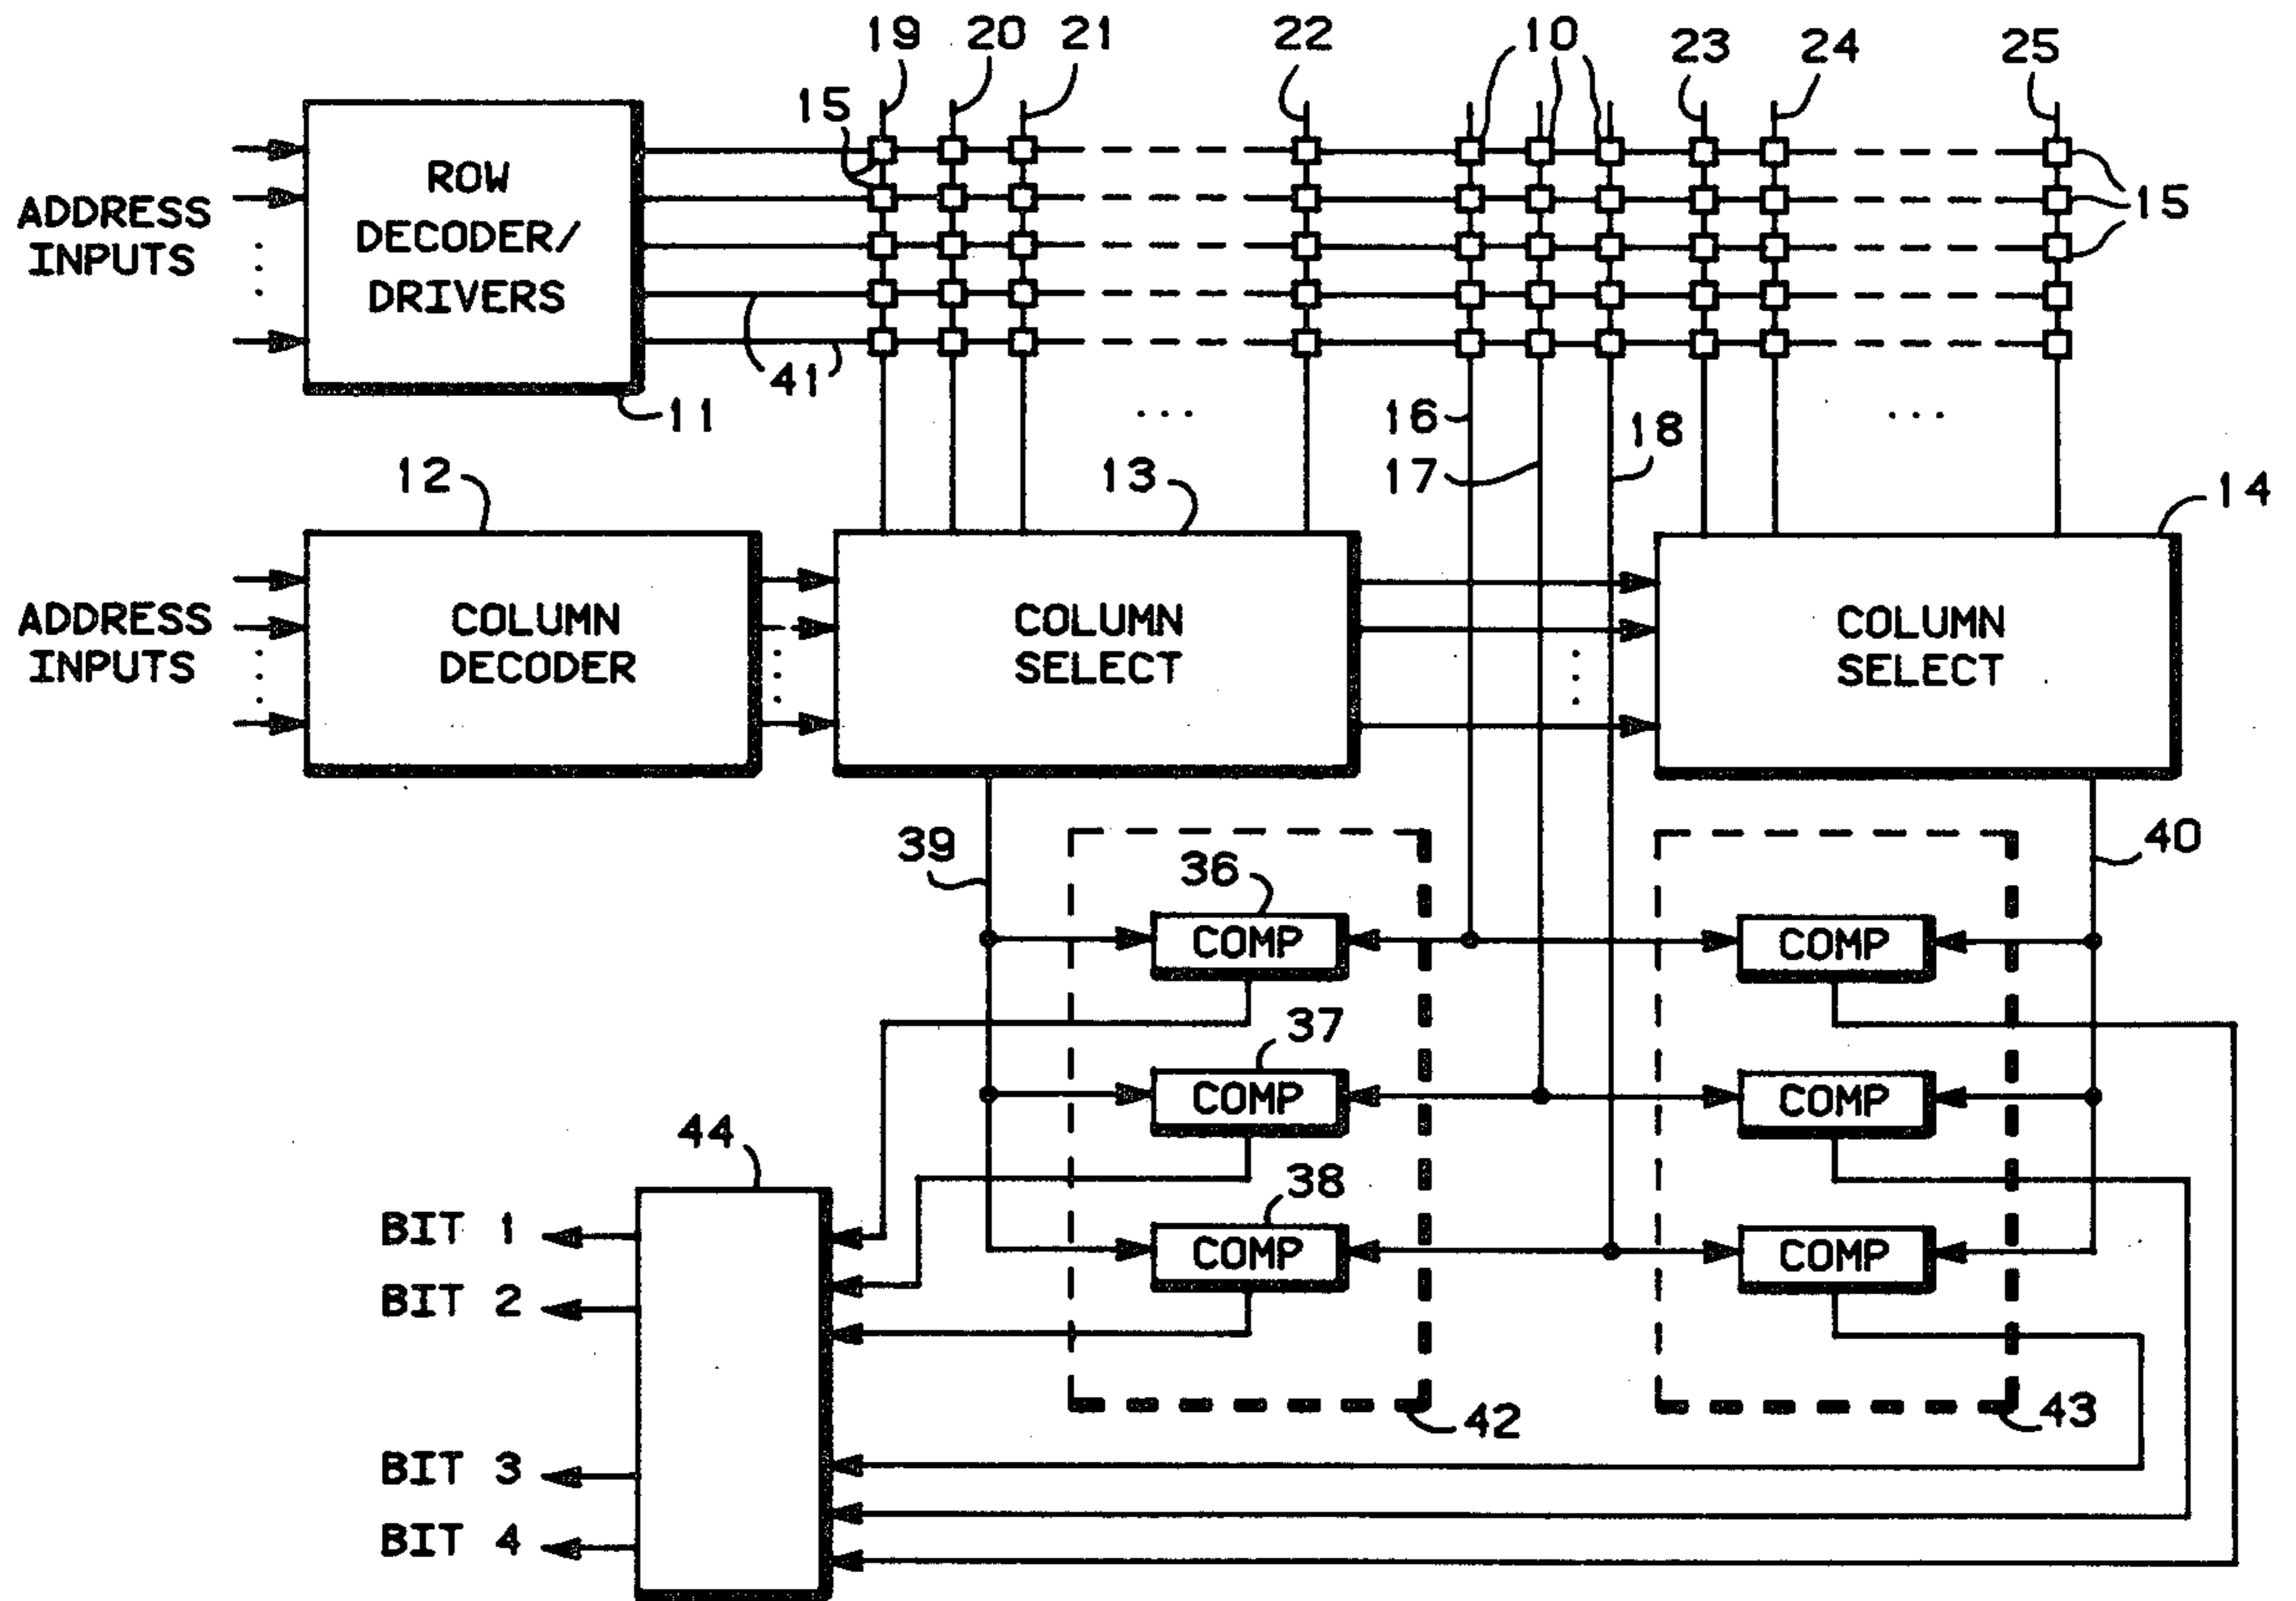 19 20 21 22 10 23 24 25
15
ROW
DECODER/
DRIVERS
ADDRESS
INPUTS
15
41
11
16
18
17
12
13
14
ADDRESS
INPUTS
COLUMN
DECODER
COLUMN
SELECT
COLUMN
SELECT
39
40
36
COMP
COMP
37
COMP
COMP
44
38
COMP
COMP
BIT 1
BIT 2
42
43
BIT 3
BIT 4